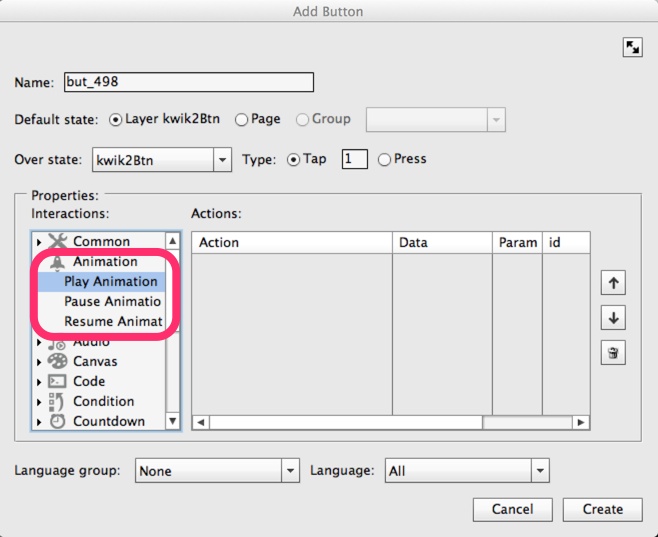 Add Button
Name: but_498
Default state: Layer kwik2Btn Page Group
Over state: kwik2Btn Type: Tap 1 Press
Properties:
Interactions: Actions:
Common Action Data Param id
Animation
Play Animation
Pause Animatio
Resume Animat
Audio
Canvas
Code
Condition
Countdown
Language group: None Language: All
Cancel Create